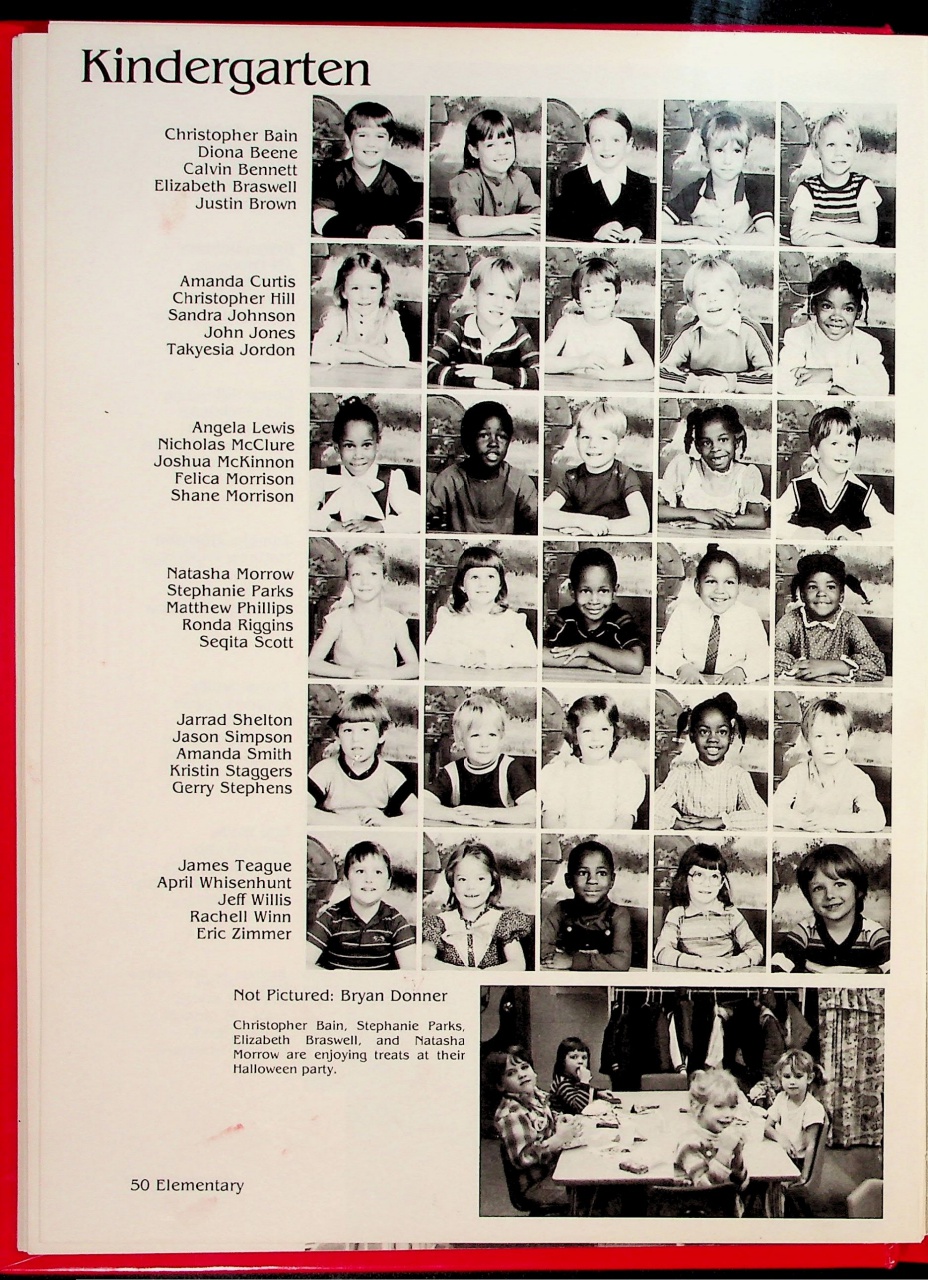 Kindergarten
Christopher Bain
Diona Beene
Calvin Bennett
Elizabeth Braswell
Justin Brown
Amanda Curtis
Christopher Hill
Sandra Johnson
John Jones
Takyesia Jordon
Angela Lewis
Nicholas McClure
Joshua McKinnon
Felica Morrison
Shane Morrison
Natasha Morrow
Stephanie Parks
Matthew Phillips
Ronda Riggins
Seqita Scott
Jarrad Shelton
Jason Simpson
Amanda Smith
Kristin Staggers
Gerry Stephens
James Teague
April Whisenhunt
Jeff Willis
Rachell Winn
Eric Zimmer
Not Pictured: Bryan Donner
Christopher Bain, Stephanie Parks,
Elizabeth Braswell, and Natasha
Morrow are enjoying treats at their
Halloween party.
50 Elementary